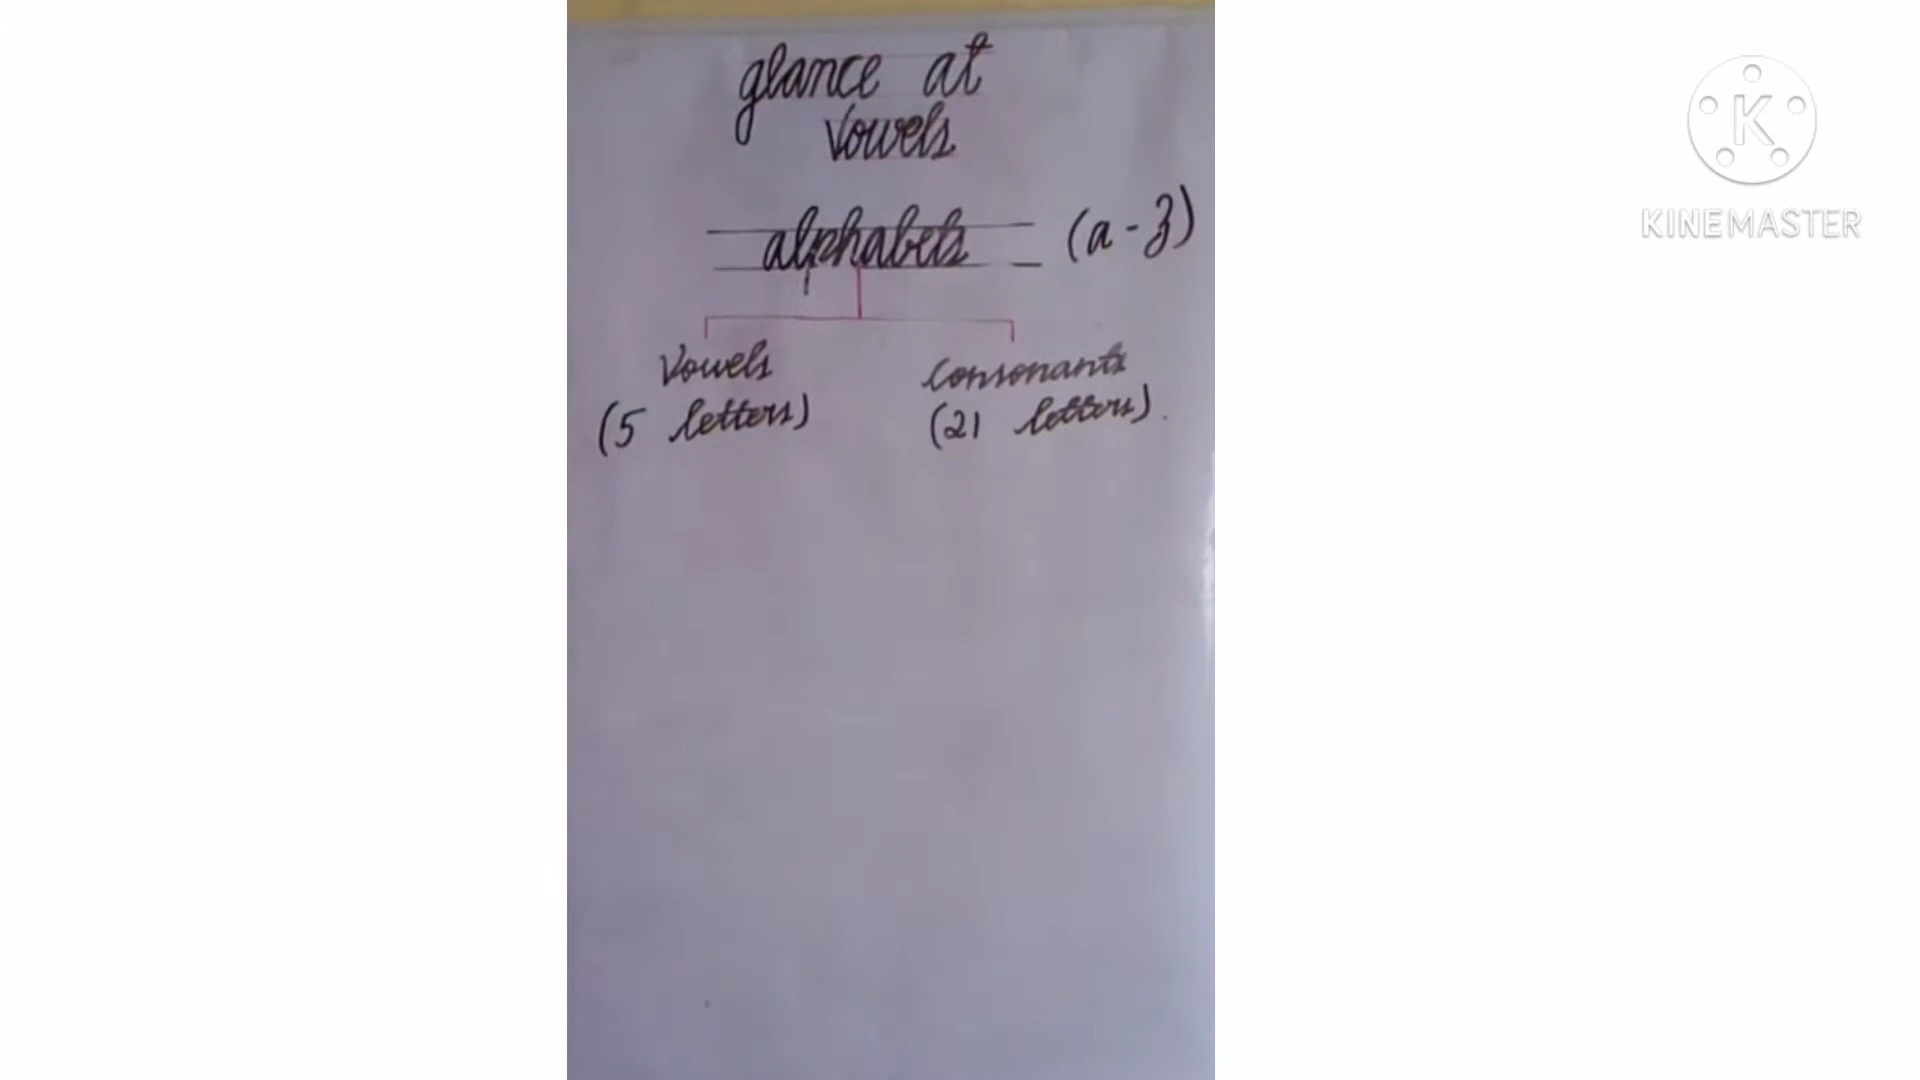 glance at
Vowels
alphabets (a-z)
Vowels
(5 letters)
Consonants
(21 letters).
KINEMASTER